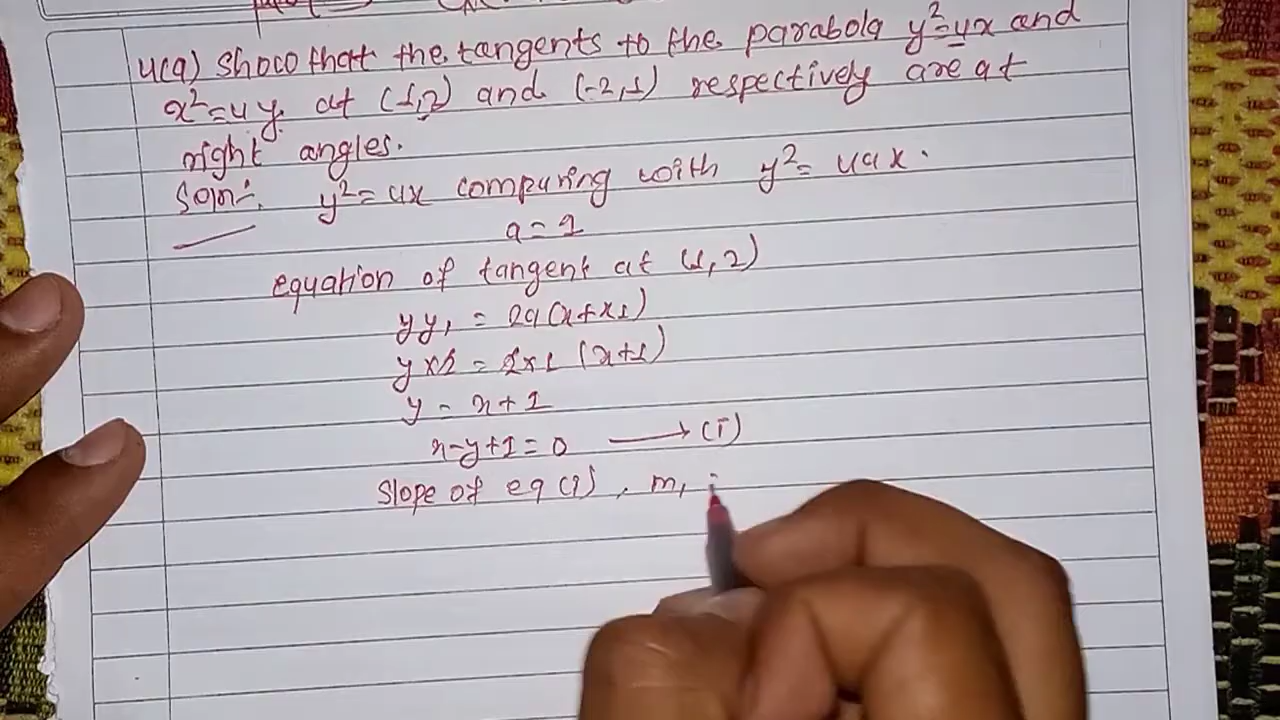 4(a) Show that the tangents to the parabola y²=4x and
x²=4y at (1,2) and (-2,1) respectively are at
right angles.
Soln:- y²=4x comparing with y²=4ax.
a=1
equation of tangent at (1,2)
yy₁ = 2a(x+x₁)
y×2 = 2×1 (x+1)
y = x+1
x-y+1=0 ⟶(i)
Slope of eq (i), m₁ =